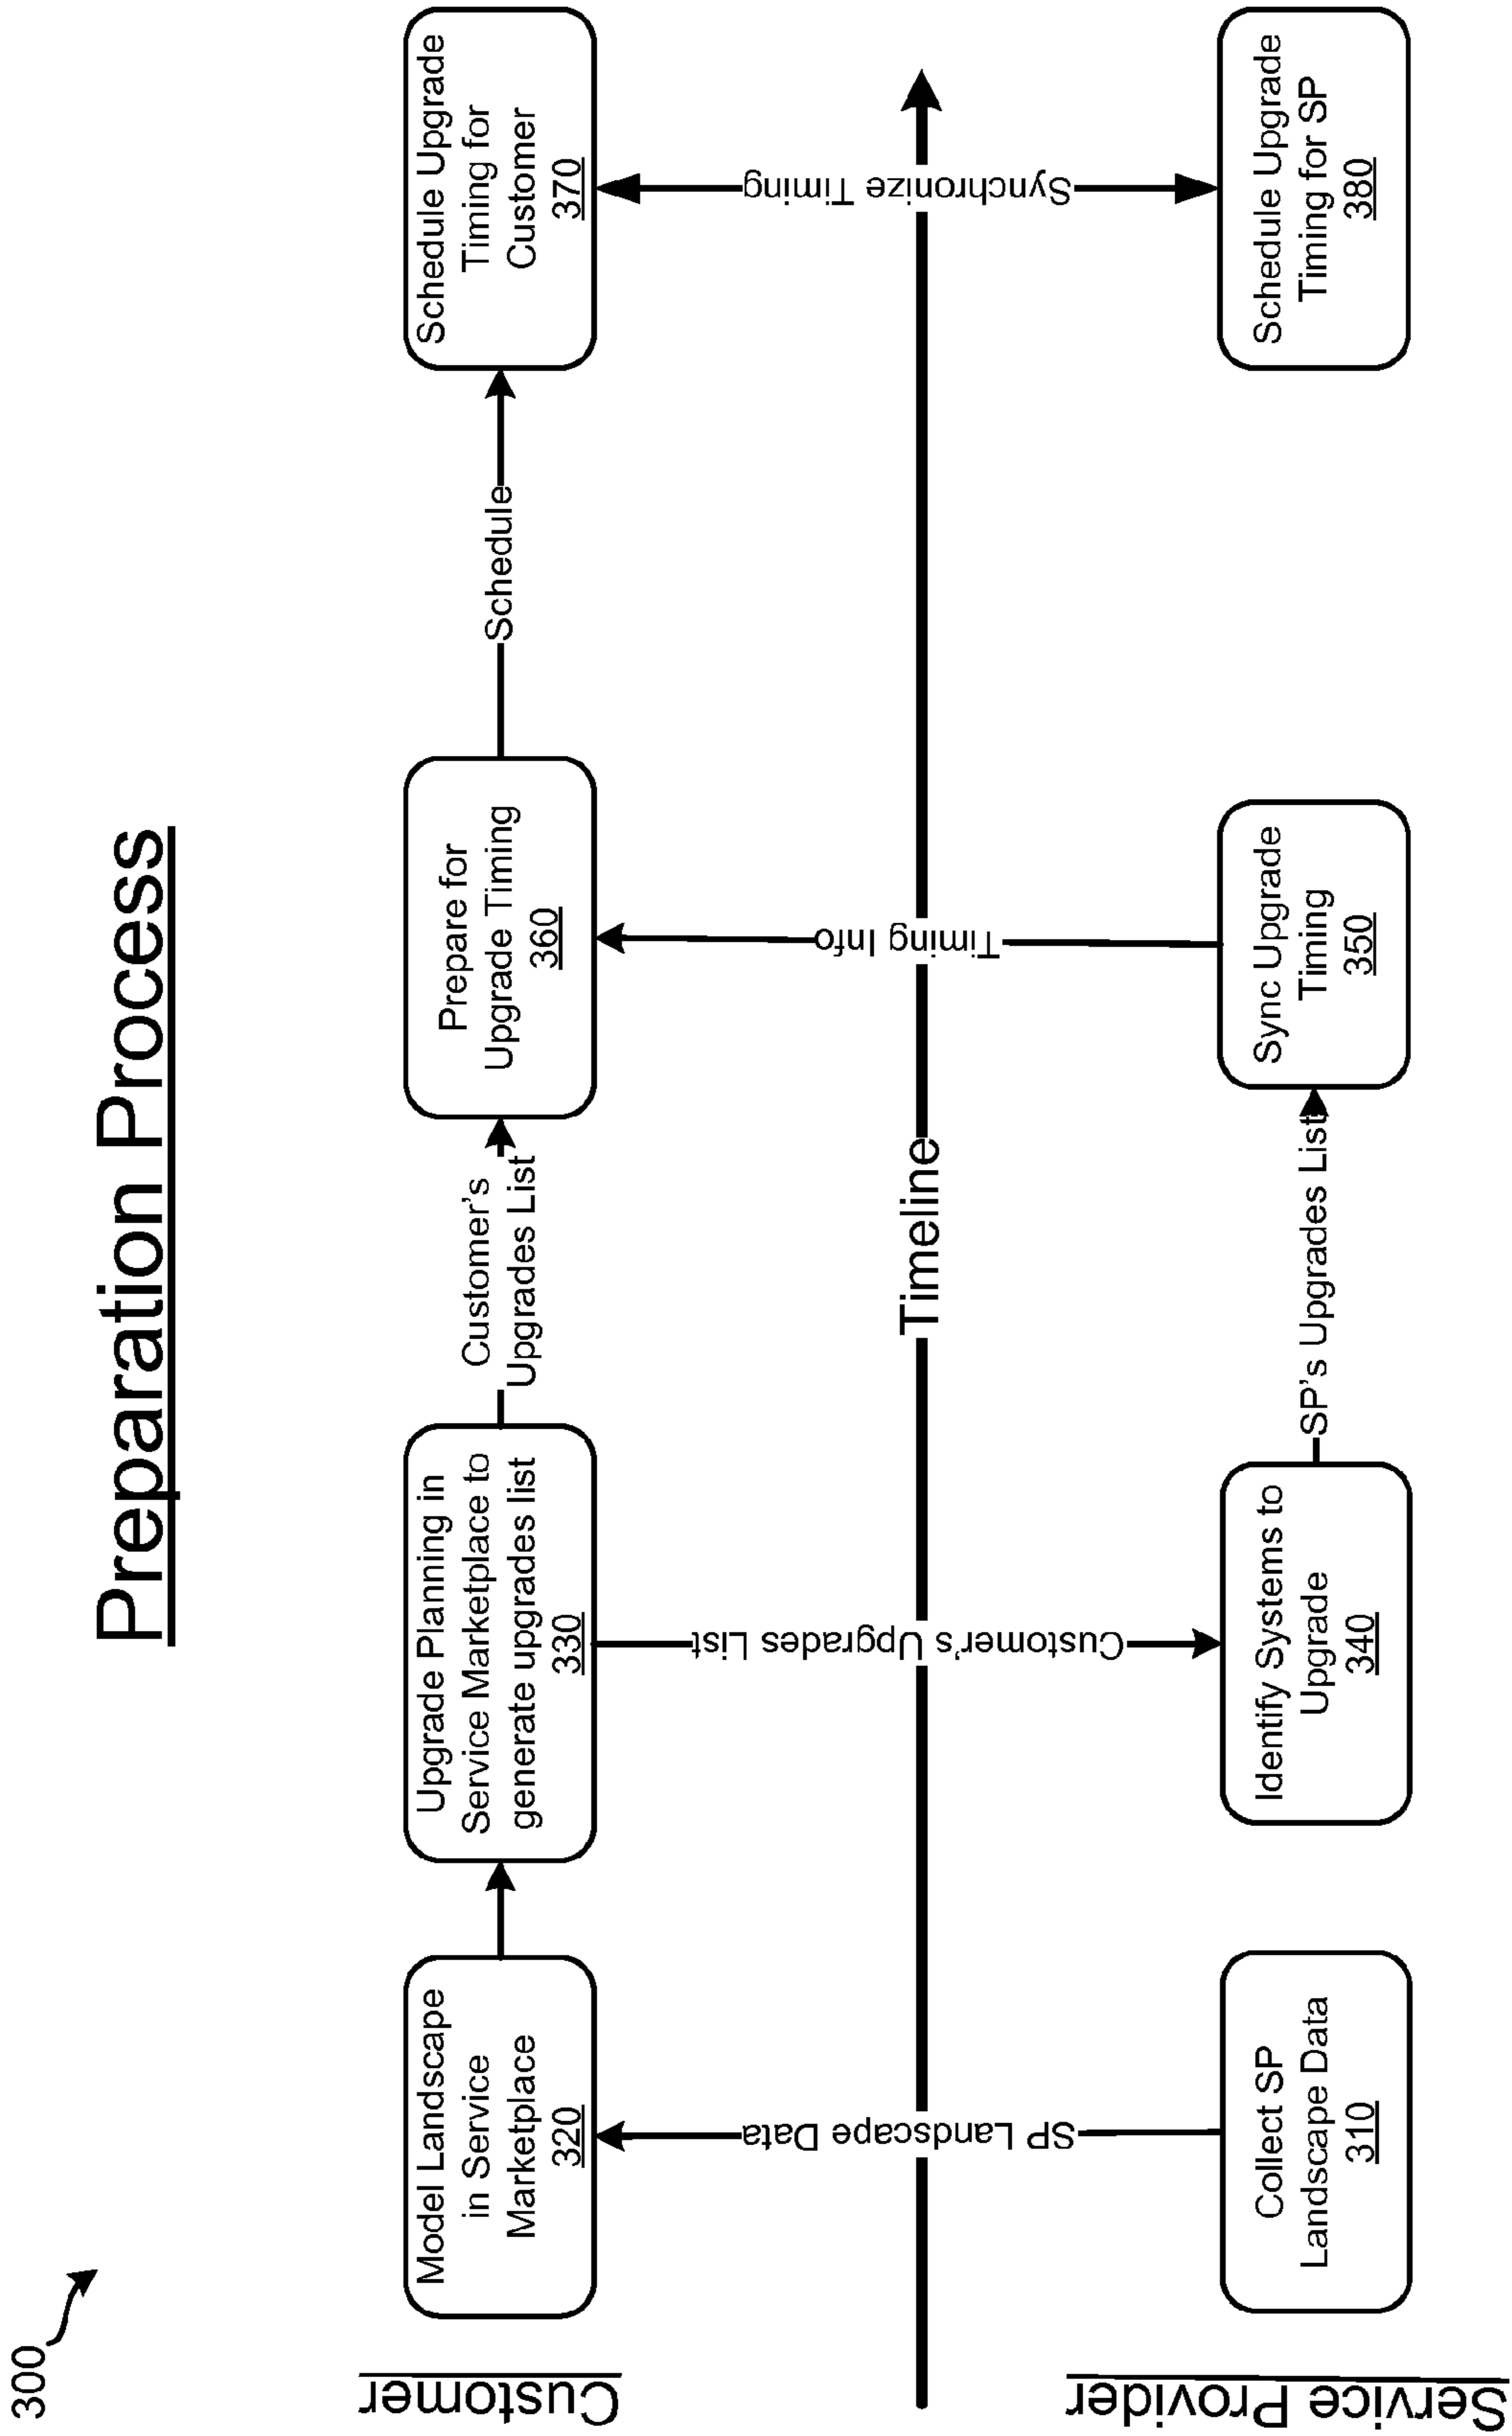 300
Preparation Process
Customer
Model Landscape
in Service
Marketplace
320
Upgrade Planning in
Service Marketplace to
generate upgrades list
330
Customer's
Upgrades List
Prepare for
Upgrade Timing
360
Schedule
Schedule Upgrade
Timing for
Customer
370
SP Landscape Data
Customer's Upgrades List
Timing Info
Synchronize Timing
Timeline
Service Provider
Collect SP
Landscape Data
310
Identify Systems to
Upgrade
340
SP's Upgrades List
Sync Upgrade
Timing
350
Schedule Upgrade
Timing for SP
380